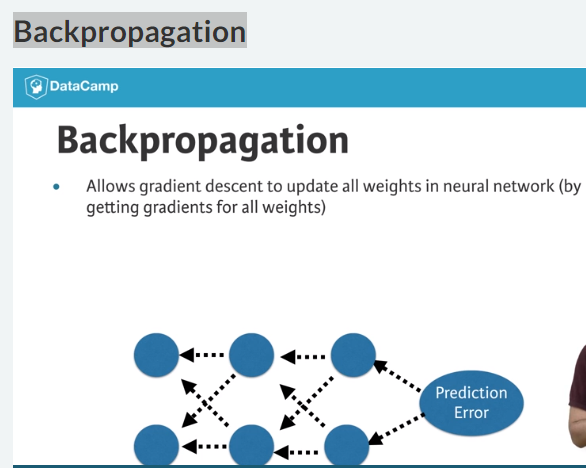 Backpropagation
DataCamp
Backpropagation
• Allows gradient descent to update all weights in neural network (by
getting gradients for all weights)
Prediction
Error